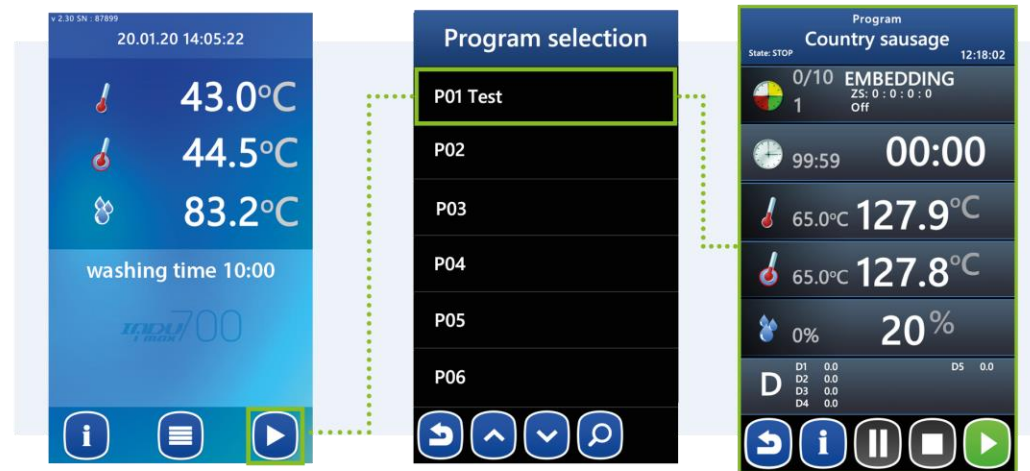 v 2.30 SN : 87899
20.01.20 14:05:22
43.0°C
44.5°C
83.2°C
washing time 10:00
INDU 700
i max
Program selection
P01 Test
P02
P03
P04
P05
P06
Program
Country sausage
State: STOP
12:18:02
0/10 EMBEDDING
ZS: 0 : 0 : 0 : 0
1
Off
99:59 00:00
65.0°C 127.9°C
65.0°C 127.8°C
0% 20%
D
D1 0.0
D2 0.0
D3 0.0
D4 0.0
D5 0.0